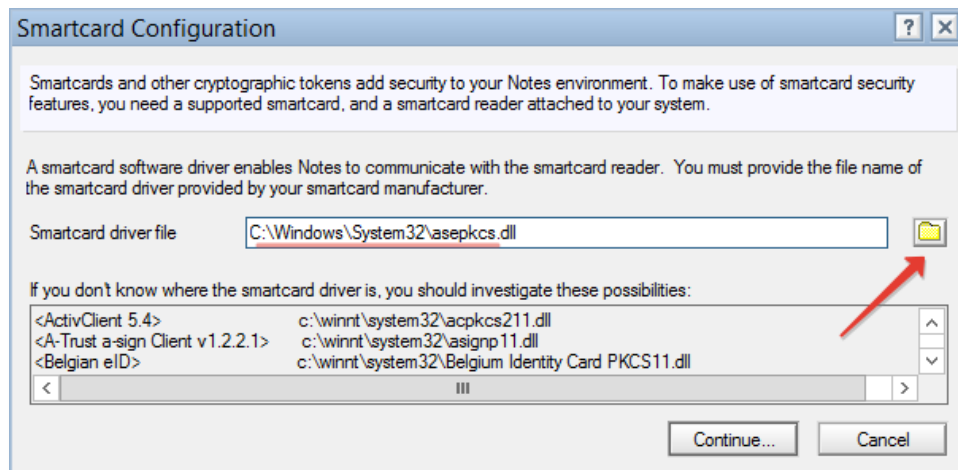 Smartcard Configuration
Smartcards and other cryptographic tokens add security to your Notes environment. To make use of smartcard security
features, you need a supported smartcard, and a smartcard reader attached to your system.
A smartcard software driver enables Notes to communicate with the smartcard reader. You must provide the file name of
the smartcard driver provided by your smartcard manufacturer.
Smartcard driver file C:\Windows\System32\asepkcs.dll
If you don't know where the smartcard driver is, you should investigate these possibilities:
<ActivClient 5.4> c:\winnt\system32\acpkcs211.dll
<A-Trust a-sign Client v1.2.2.1> c:\winnt\system32\asignp11.dll
<Belgian eID> c:\winnt\system32\Belgium Identity Card PKCS11.dll
Continue... Cancel